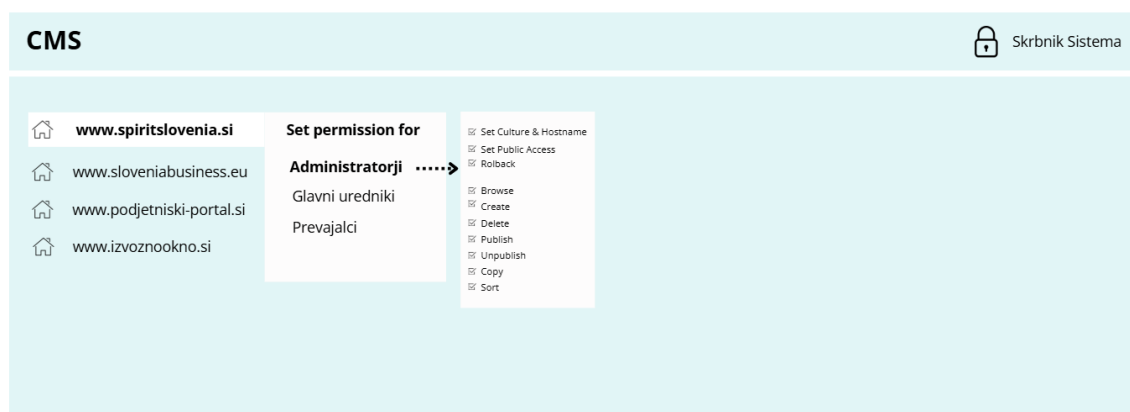 CMS
Skrbnik Sistema
www.spiritslovenia.si
www.sloveniabusiness.eu
www.podjetniski-portal.si
www.izvoznookno.si
Set permission for
Administratorji
Glavni uredniki
Prevajalci
Set Culture & Hostname
Set Public Access
Rolback
Browse
Create
Delete
Publish
Unpublish
Copy
Sort